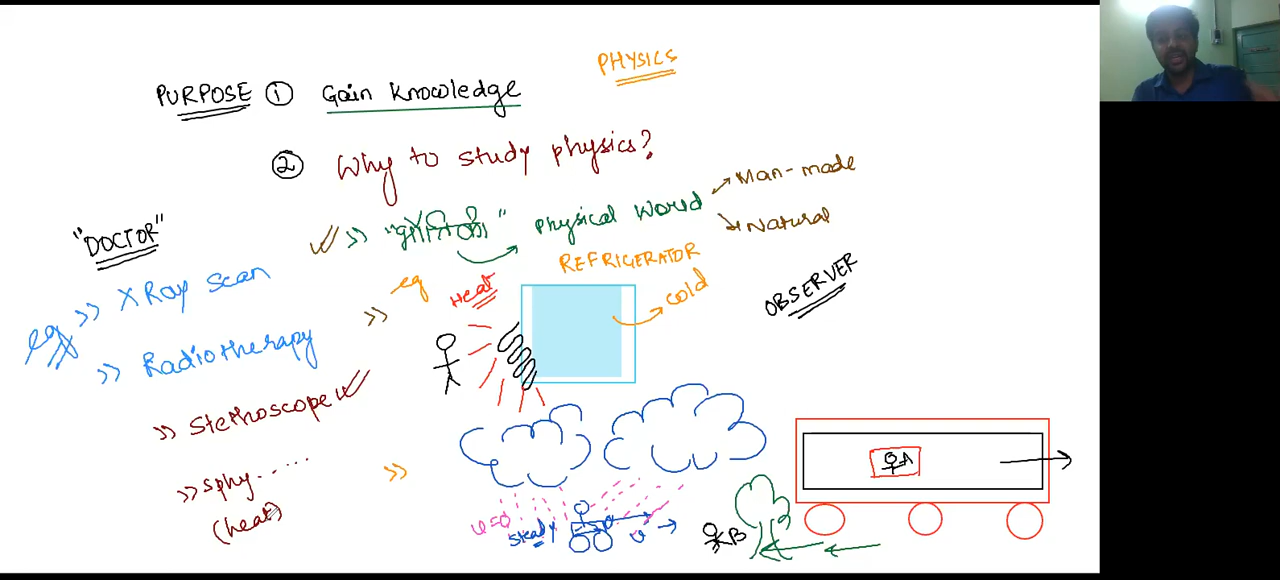 PHYSICS
PURPOSE ① Gain Knowledge
② Why to study physics?
>> physical World
Man-made
Natural
"DOCTOR"
eg >> X Ray scan
>> Radiotherapy
>> Stethoscope
>> Sphy.......
(heat)
>> eg
Heat
REFRIGERATOR
cold
OBSERVER
>>
v=0
steady
v
A
B